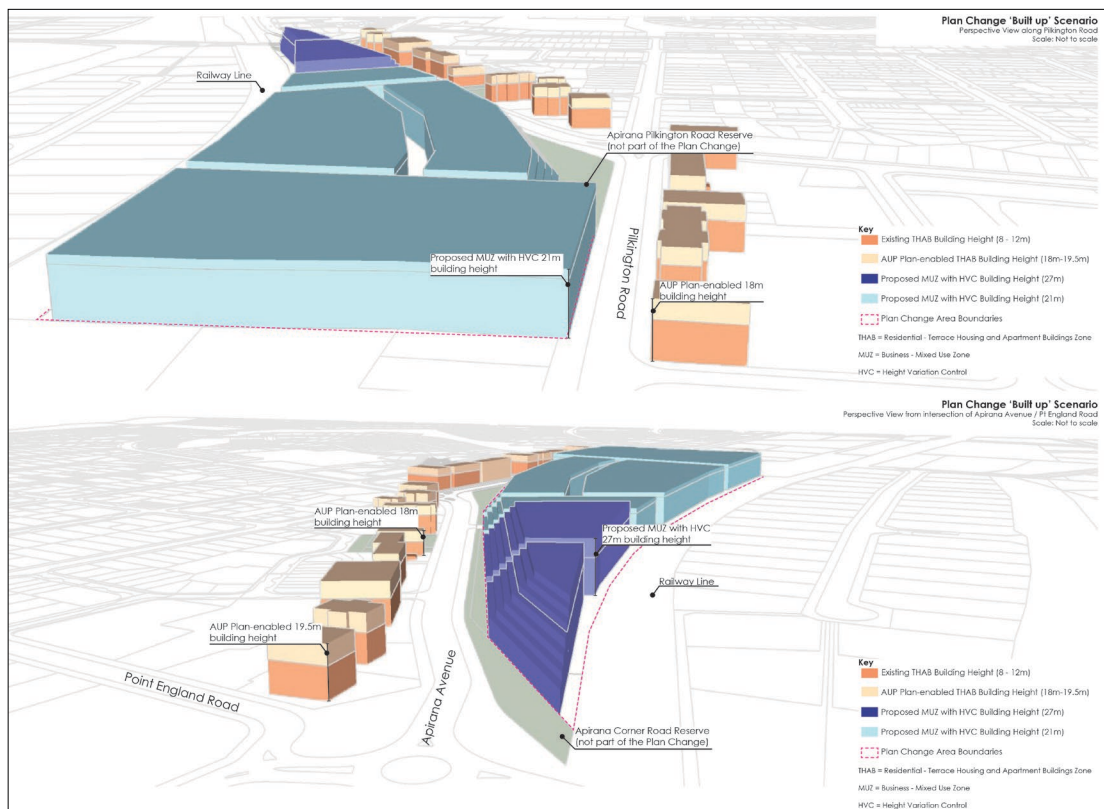 Plan Change 'Built up' Scenario
Perspective View along Pilkington Road
Scale: Not to scale
Railway Line
Apirana Pilkington Road Reserve
(not part of the Plan Change)
Proposed MUZ with HVC 21m
building height
Pilkington Road
AUP Plan-enabled 18m
building height
Key
Existing THAB Building Height (8 - 12m)
AUP Plan-enabled THAB Building Height (18m-19.5m)
Proposed MUZ with HVC Building Height (27m)
Proposed MUZ with HVC Building Height (21m)
Plan Change Area Boundaries
THAB = Residential - Terrace Housing and Apartment Buildings Zone
MUZ = Business - Mixed Use Zone
HVC = Height Variation Control
Plan Change 'Built up' Scenario
Perspective View from intersection of Apirana Avenue / Pt England Road
Scale: Not to scale
AUP Plan-enabled 18m
building height
Proposed MUZ with HVC
27m building height
Railway Line
AUP Plan-enabled 19.5m
building height
Point England Road
Apirana Avenue
Apirana Corner Road Reserve
(not part of the Plan Change)
Key
Existing THAB Building Height (8 - 12m)
AUP Plan-enabled THAB Building Height (18m-19.5m)
Proposed MUZ with HVC Building Height (27m)
Proposed MUZ with HVC Building Height (21m)
Plan Change Area Boundaries
THAB = Residential - Terrace Housing and Apartment Buildings Zone
MUZ = Business - Mixed Use Zone
HVC = Height Variation Control